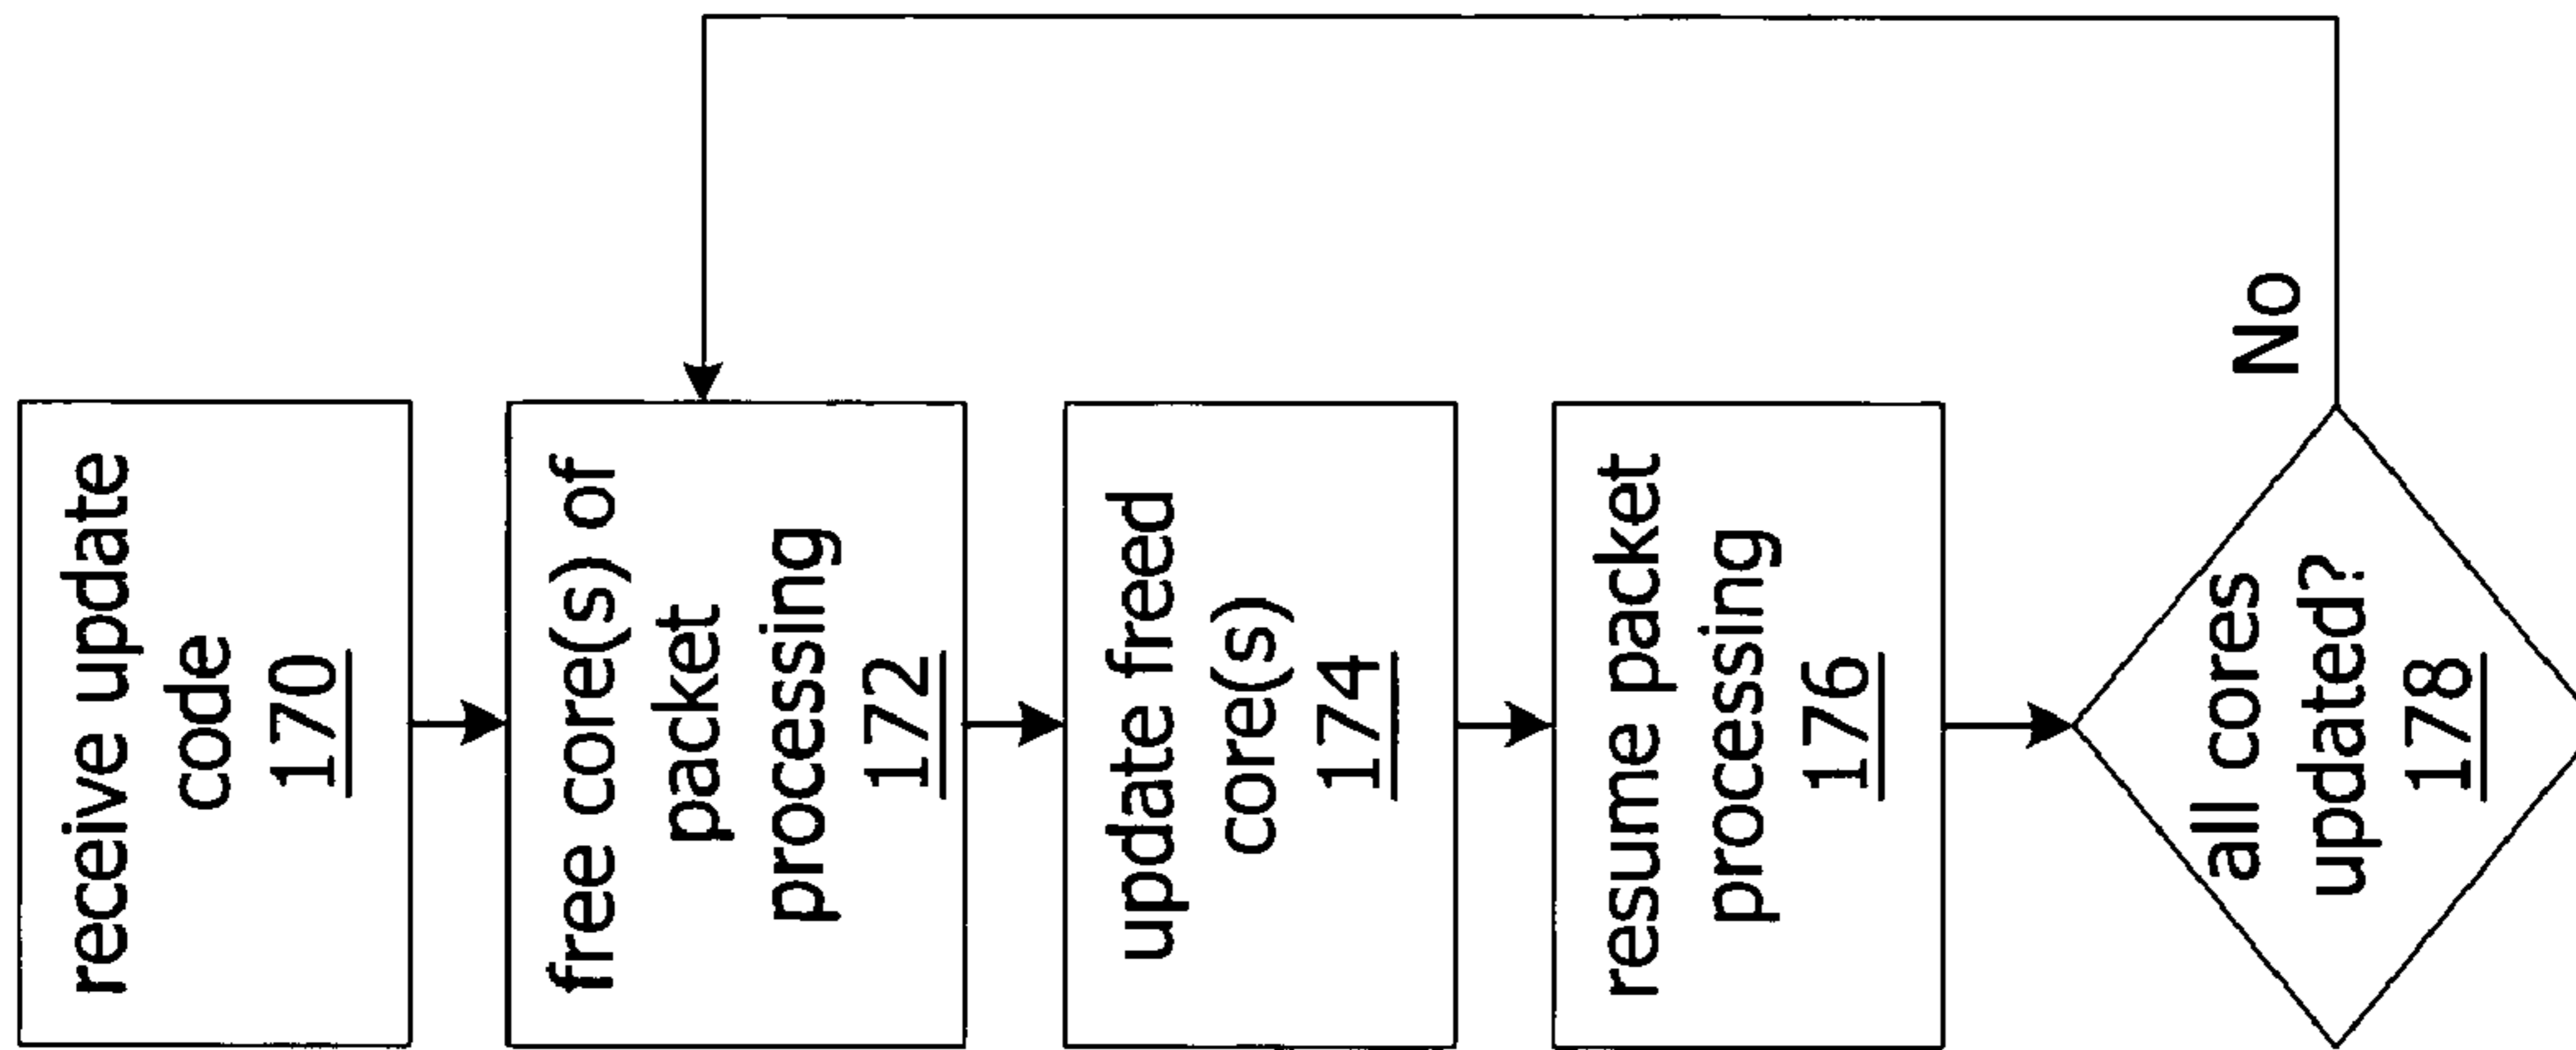 receive update
code
170
free core(s) of
packet
processing
172
update freed
core(s)
174
resume packet
processing
176
all cores
updated?
178
No